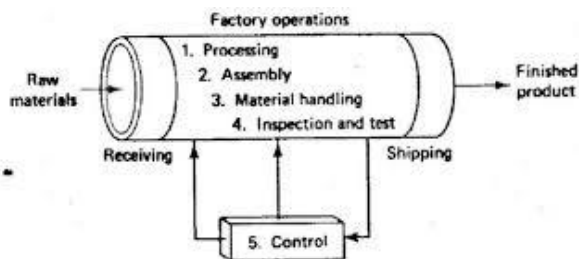 Factory operations
1. Processing
2. Assembly
3. Material handling
4. Inspection and test
Raw
materials
Finished
product
Receiving
Shipping
5. Control